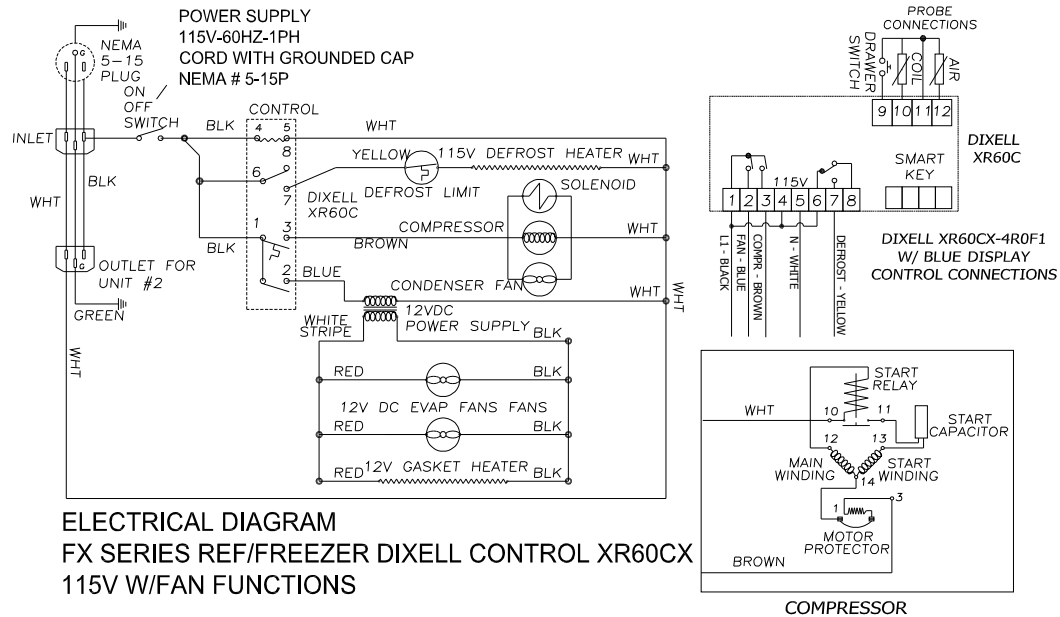 POWER SUPPLY
115V-60HZ-1PH
CORD WITH GROUNDED CAP
NEMA # 5-15P
G
NEMA
5-15
PLUG
ON
OFF
SWITCH
INLET
BLK
WHT
BLK
G
OUTLET FOR
UNIT #2
GREEN
WHT
CONTROL
4 5
8
6
7
1 3
2
DIXELL
XR60C
BLK
WHT
YELLOW
115V DEFROST HEATER
WHT
DEFROST LIMIT
SOLENOID
COMPRESSOR
BROWN
WHT
BLUE
CONDENSER FAN
WHT
WHT
12VDC
POWER SUPPLY
WHITE
STRIPE
BLK
RED
BLK
12V DC EVAP FANS FANS
RED
BLK
RED
12V GASKET HEATER
BLK
PROBE
CONNECTIONS
DRAWER
SWITCH
COIL
AIR
9 10 11 12
DIXELL
XR60C
SMART
KEY
115V
1 2 3 4 5 6 7 8
L1 - BLACK
FAN - BLUE
COMPR - BROWN
N - WHITE
DEFROST - YELLOW
DIXELL XR60CX-4R0F1
W/ BLUE DISPLAY
CONTROL CONNECTIONS
START
RELAY
WHT
10
11
START
CAPACITOR
12
13
MAIN
WINDING
START
WINDING
14
3
1
MOTOR
PROTECTOR
BROWN
COMPRESSOR
ELECTRICAL DIAGRAM
FX SERIES REF/FREEZER DIXELL CONTROL XR60CX
115V W/FAN FUNCTIONS